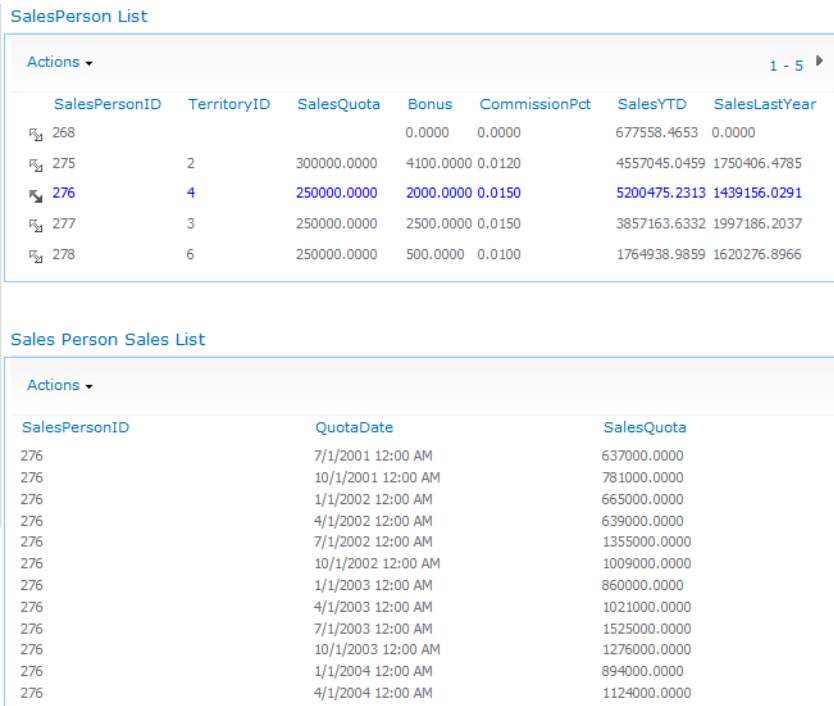 SalesPerson List
Actions
1 - 5
SalesPersonID TerritoryID SalesQuota Bonus CommissionPct SalesYTD SalesLastYear
268 0.0000 0.0000 677558.4653 0.0000
275 2 300000.0000 4100.0000 0.0120 4557045.0459 1750406.4785
276 4 250000.0000 2000.0000 0.0150 5200475.2313 1439156.0291
277 3 250000.0000 2500.0000 0.0150 3857163.6332 1997186.2037
278 6 250000.0000 500.0000 0.0100 1764938.9859 1620276.8966
Sales Person Sales List
Actions
SalesPersonID QuotaDate SalesQuota
276 7/1/2001 12:00 AM 637000.0000
276 10/1/2001 12:00 AM 781000.0000
276 1/1/2002 12:00 AM 665000.0000
276 4/1/2002 12:00 AM 639000.0000
276 7/1/2002 12:00 AM 1355000.0000
276 10/1/2002 12:00 AM 1009000.0000
276 1/1/2003 12:00 AM 860000.0000
276 4/1/2003 12:00 AM 1021000.0000
276 7/1/2003 12:00 AM 1525000.0000
276 10/1/2003 12:00 AM 1276000.0000
276 1/1/2004 12:00 AM 894000.0000
276 4/1/2004 12:00 AM 1124000.0000